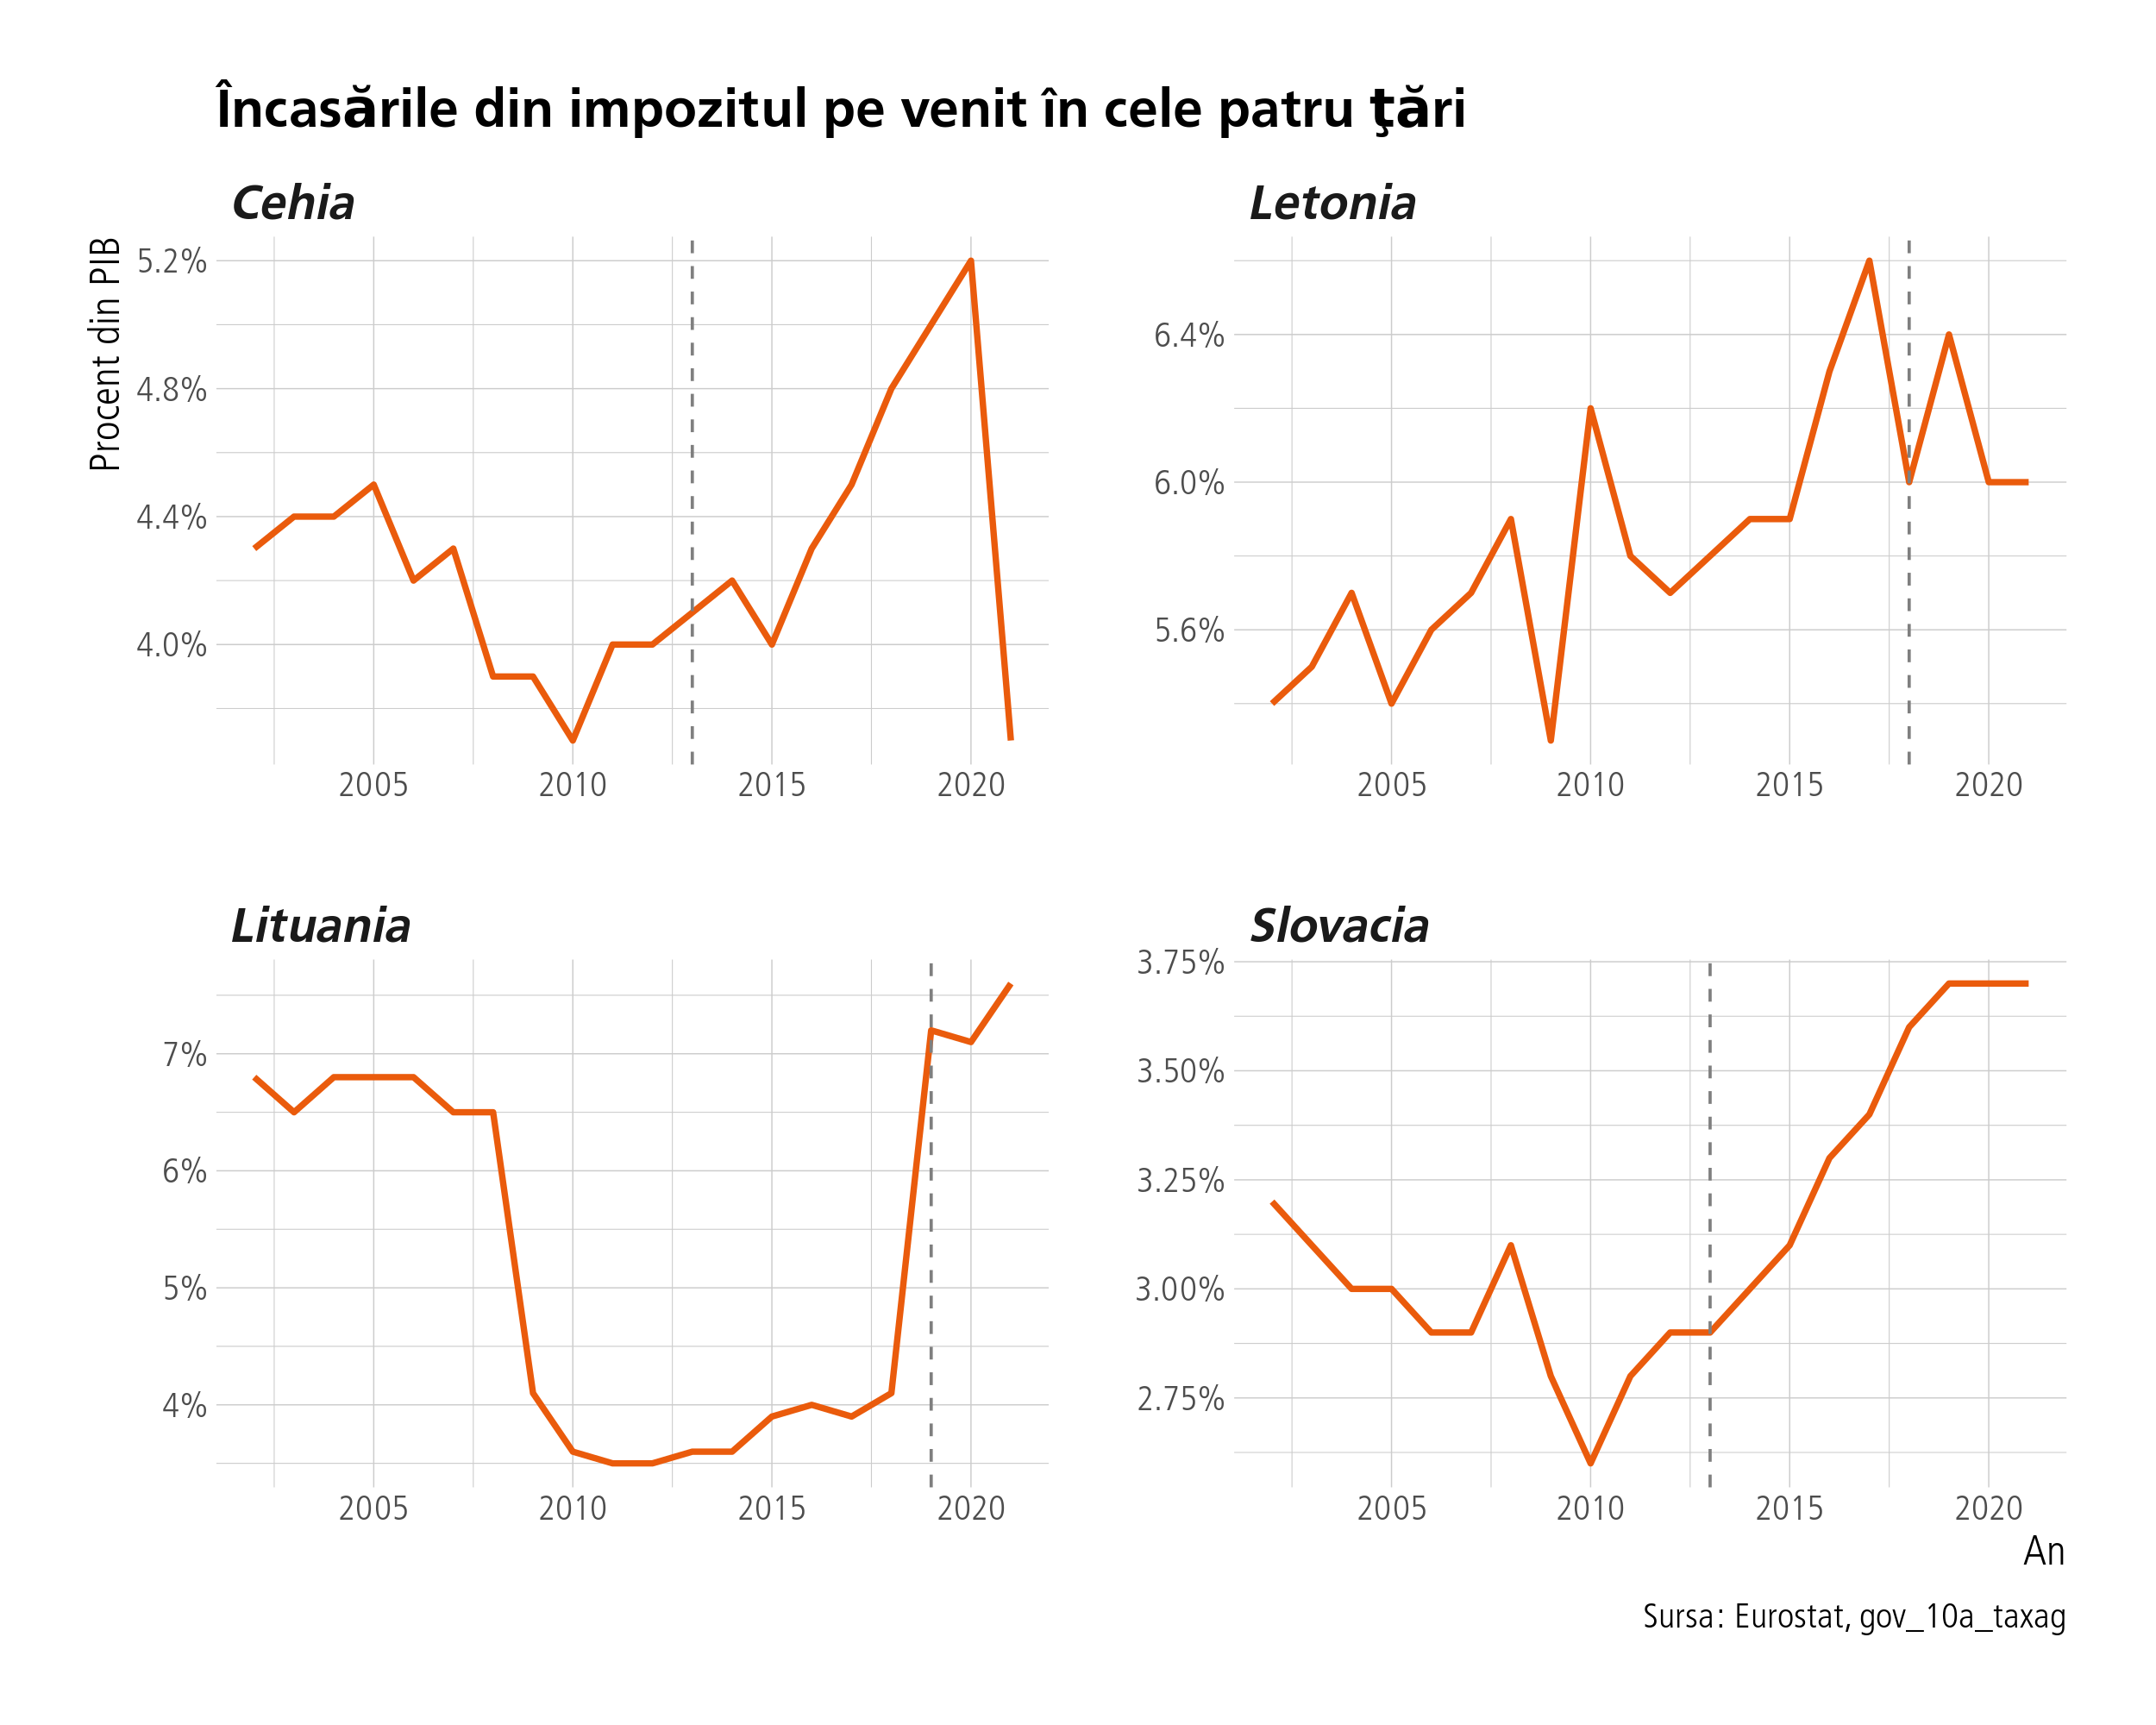 Încasările din impozitul pe venit în cele patru ţări
Cehia
Procent din PIB
5.2%
4.8%
4.4%
4.0%
2005 2010 2015 2020
Letonia
6.4%
6.0%
5.6%
2005 2010 2015 2020
Lituania
7%
6%
5%
4%
2005 2010 2015 2020
Slovacia
3.75%
3.50%
3.25%
3.00%
2.75%
2005 2010 2015 2020
An
Sursa: Eurostat, gov_10a_taxag